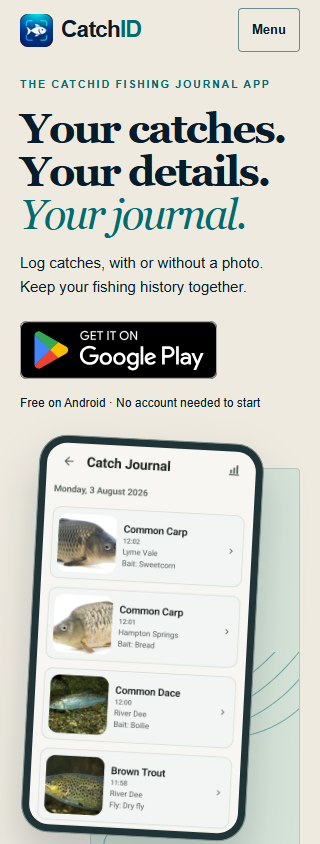 CatchID
Menu
THE CATCHID FISHING JOURNAL APP
Your catches.
Your details.
Your journal.
Log catches, with or without a photo.
Keep your fishing history together.
GET IT ON
Google Play
Free on Android · No account needed to start
Catch Journal
Monday, 3 August 2026
Common Carp
12:02
Lyme Vale
Bait: Sweetcorn
Common Carp
12:01
Hampton Springs
Bait: Bread
Common Dace
12:00
River Dee
Bait: Boilie
Brown Trout
11:58
River Dee
Fly: Dry fly